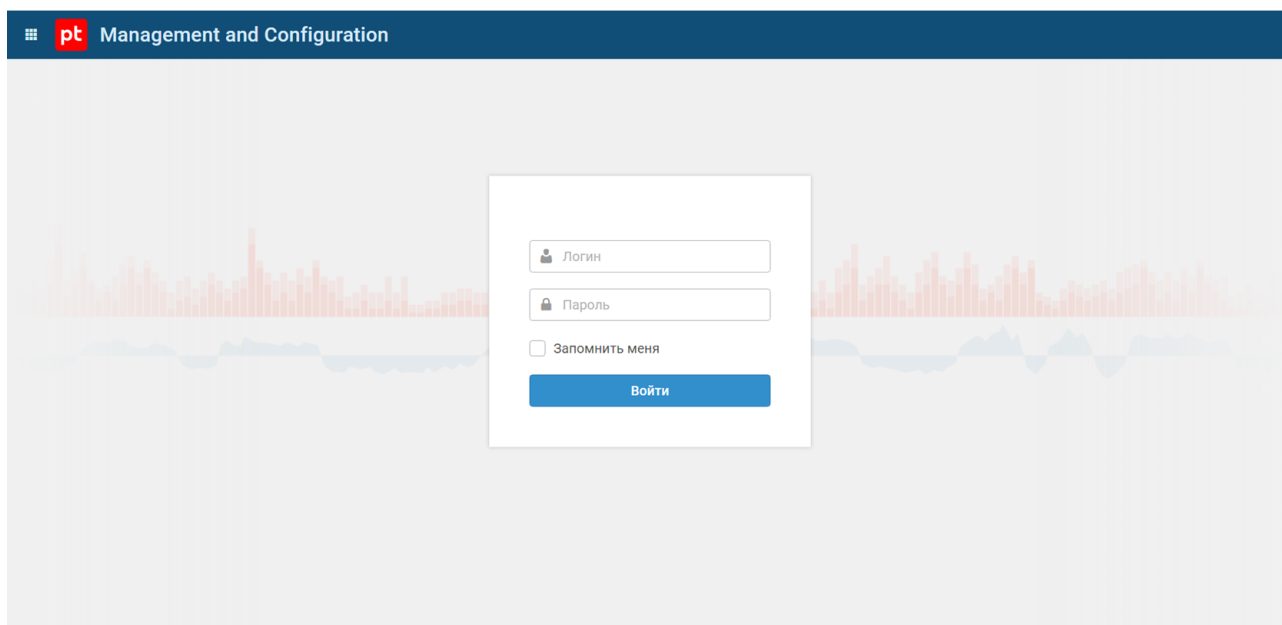 pt Management and Configuration
Логин
Пароль
Запомнить меня
Войти